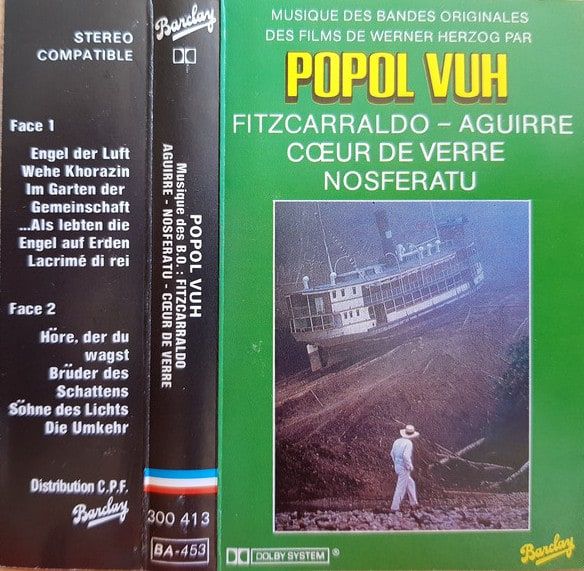 STEREO
COMPATIBLE
Face 1
Engel der Luft
Wehe Khorazin
Im Garten der
Gemeinschaft
...Als lebten die
Engel auf Erden
Lacrimé di rei
Face 2
Höre, der du
wagst
Brüder des
Schattens
Söhne des Lichts
Die Umkehr
Distribution C.P.F.
Barclay
Barclay
POPOL VUH
Musique des B.O. : FITZCARRALDO
AGUIRRE - NOSFERATU - CŒUR DE VERRE
300 413
BA-453
MUSIQUE DES BANDES ORIGINALES
DES FILMS DE WERNER HERZOG PAR
POPOL VUH
FITZCARRALDO – AGUIRRE
CŒUR DE VERRE
NOSFERATU
DOLBY SYSTEM ®
Barclay